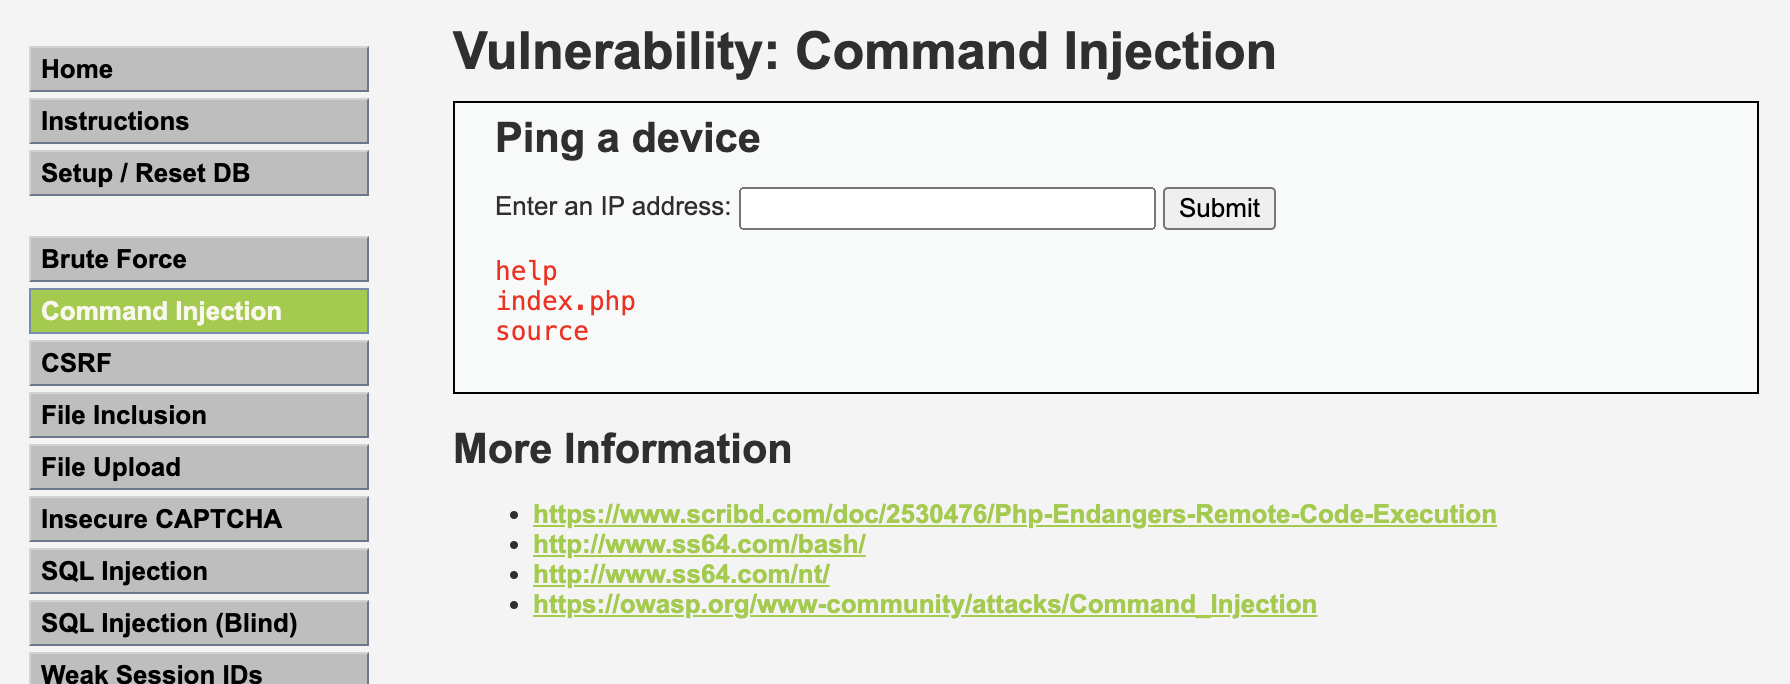 Home
Instructions
Setup / Reset DB
Brute Force
Command Injection
CSRF
File Inclusion
File Upload
Insecure CAPTCHA
SQL Injection
SQL Injection (Blind)
Weak Session IDs
Vulnerability: Command Injection
Ping a device
Enter an IP address: Submit
help
index.php
source
More Information
https://www.scribd.com/doc/2530476/Php-Endangers-Remote-Code-Execution
http://www.ss64.com/bash/
http://www.ss64.com/nt/
https://owasp.org/www-community/attacks/Command_Injection